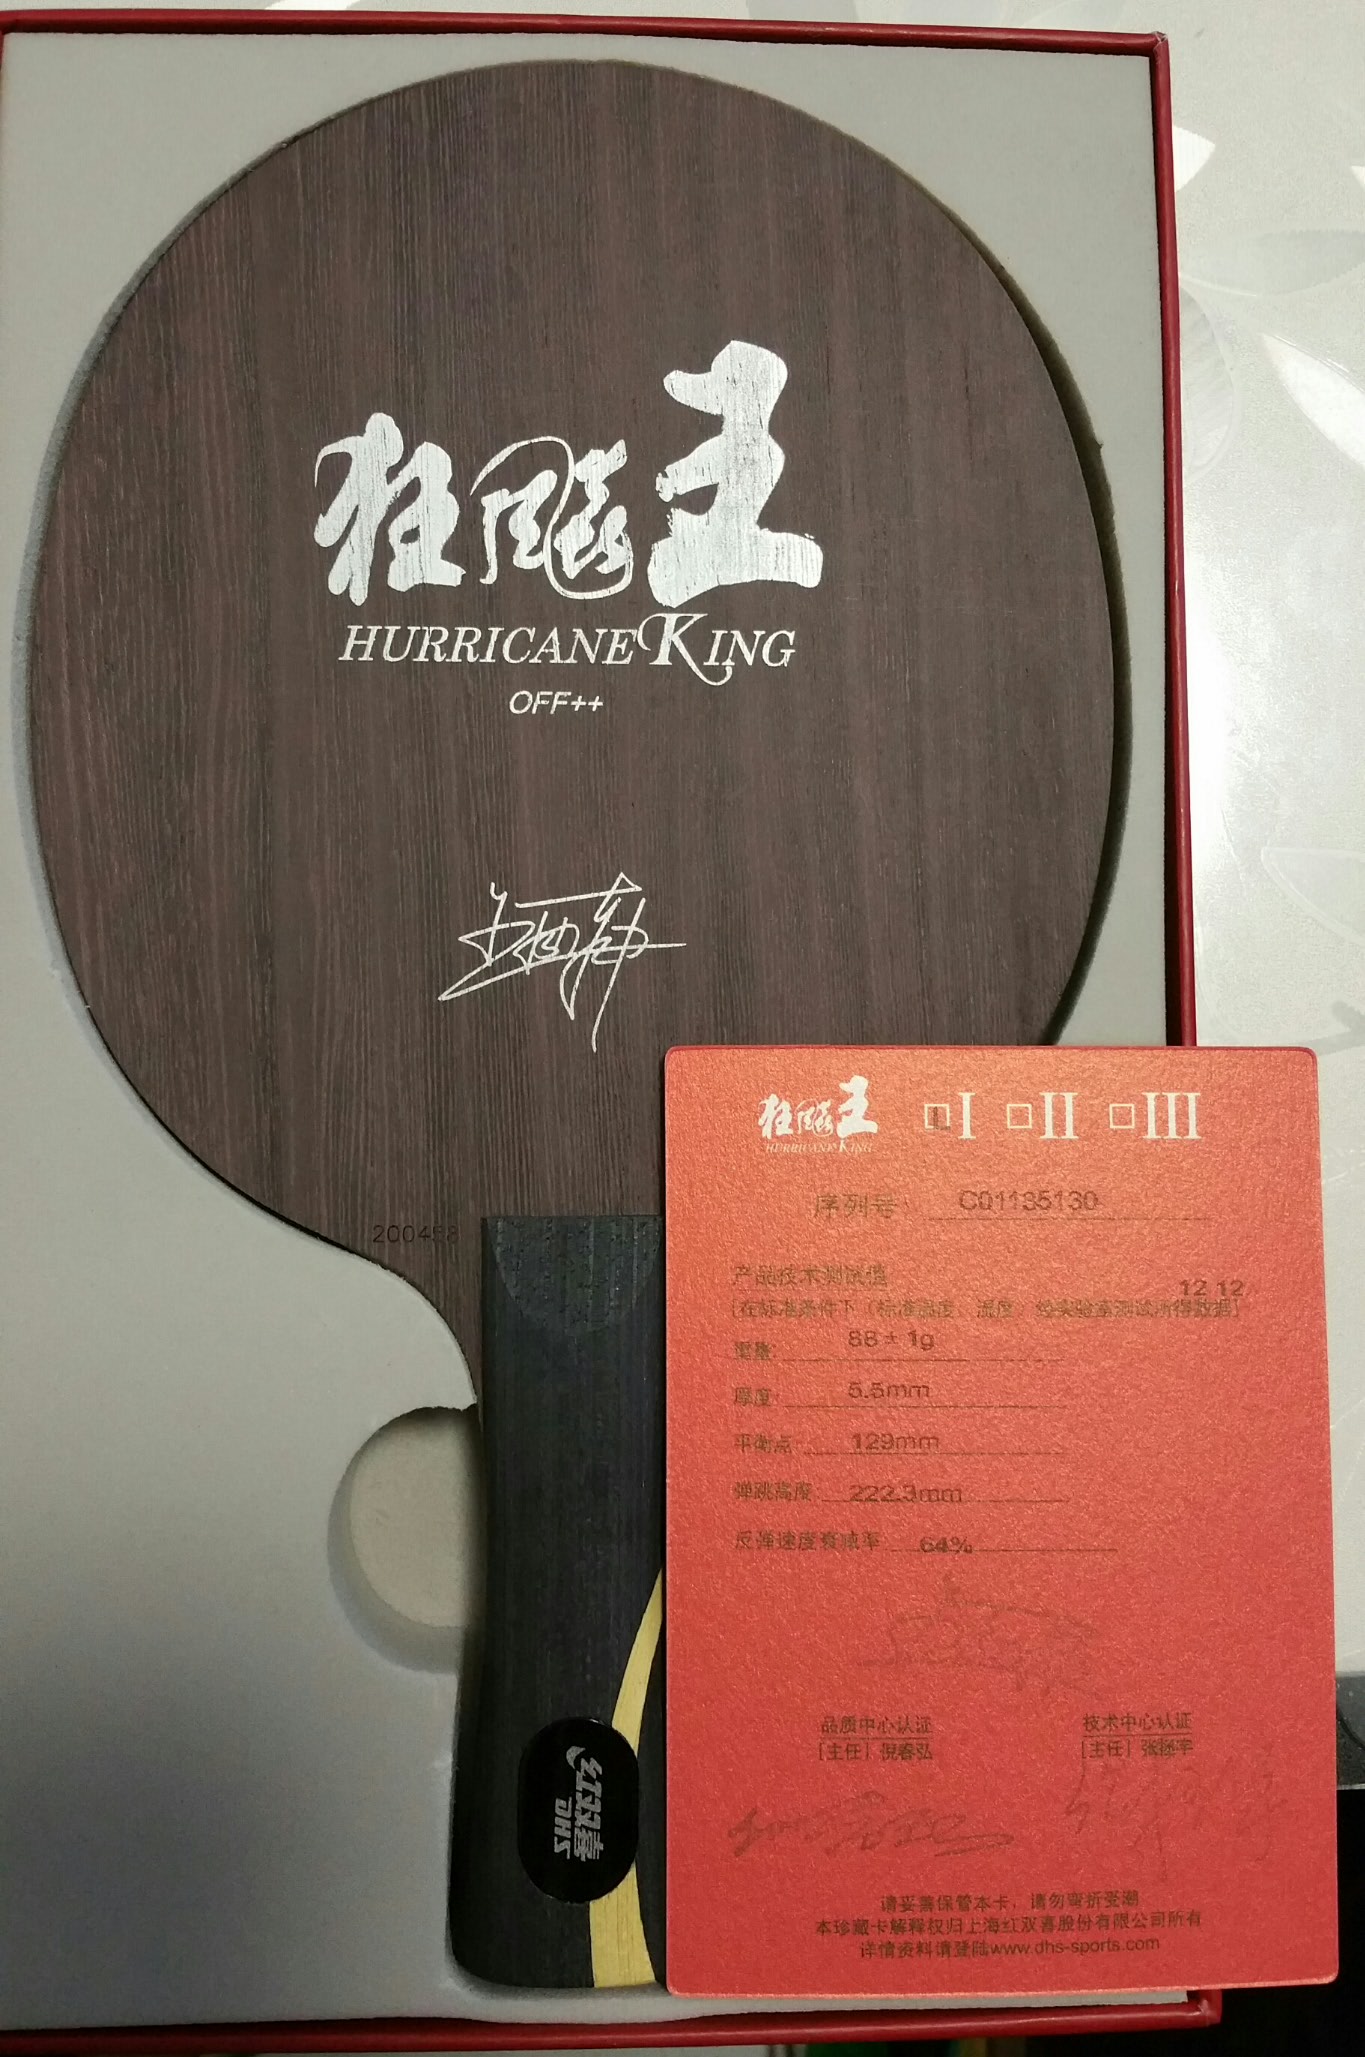 狂飚王
HURRICANE KING
OFF++
狂飚王 □I □II □III
HURRICANE KING
序列号 C01135130
产品技术测试值
12 12
[在标准条件下(标准温度、湿度)经实验室测试所得数据]
重量 88±1g
厚度 5.5mm
平衡点 129mm
弹跳高度 222.3mm
反弹速度衰减率 64%
品质中心认证 技术中心认证
[主任] 倪春弘 [主任] 张
请妥善保管本卡，请勿弯折受潮
本珍藏卡解释权归上海红双喜股份有限公司所有
详情资料请登陆www.dhs-sports.com
红双喜
DHS